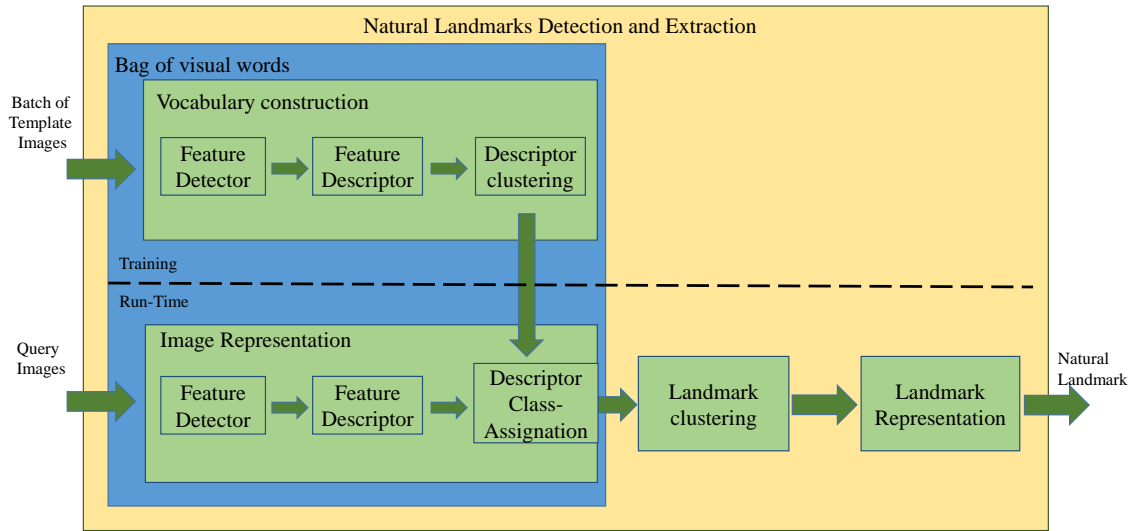 Natural Landmarks Detection and Extraction
Bag of visual words
Vocabulary construction
Batch of
Template
Images
Feature
Detector
Feature
Descriptor
Descriptor
clustering
Training
Run-Time
Image Representation
Query
Images
Feature
Detector
Feature
Descriptor
Descriptor
Class-
Assignation
Landmark
clustering
Landmark
Representation
Natural
Landmark